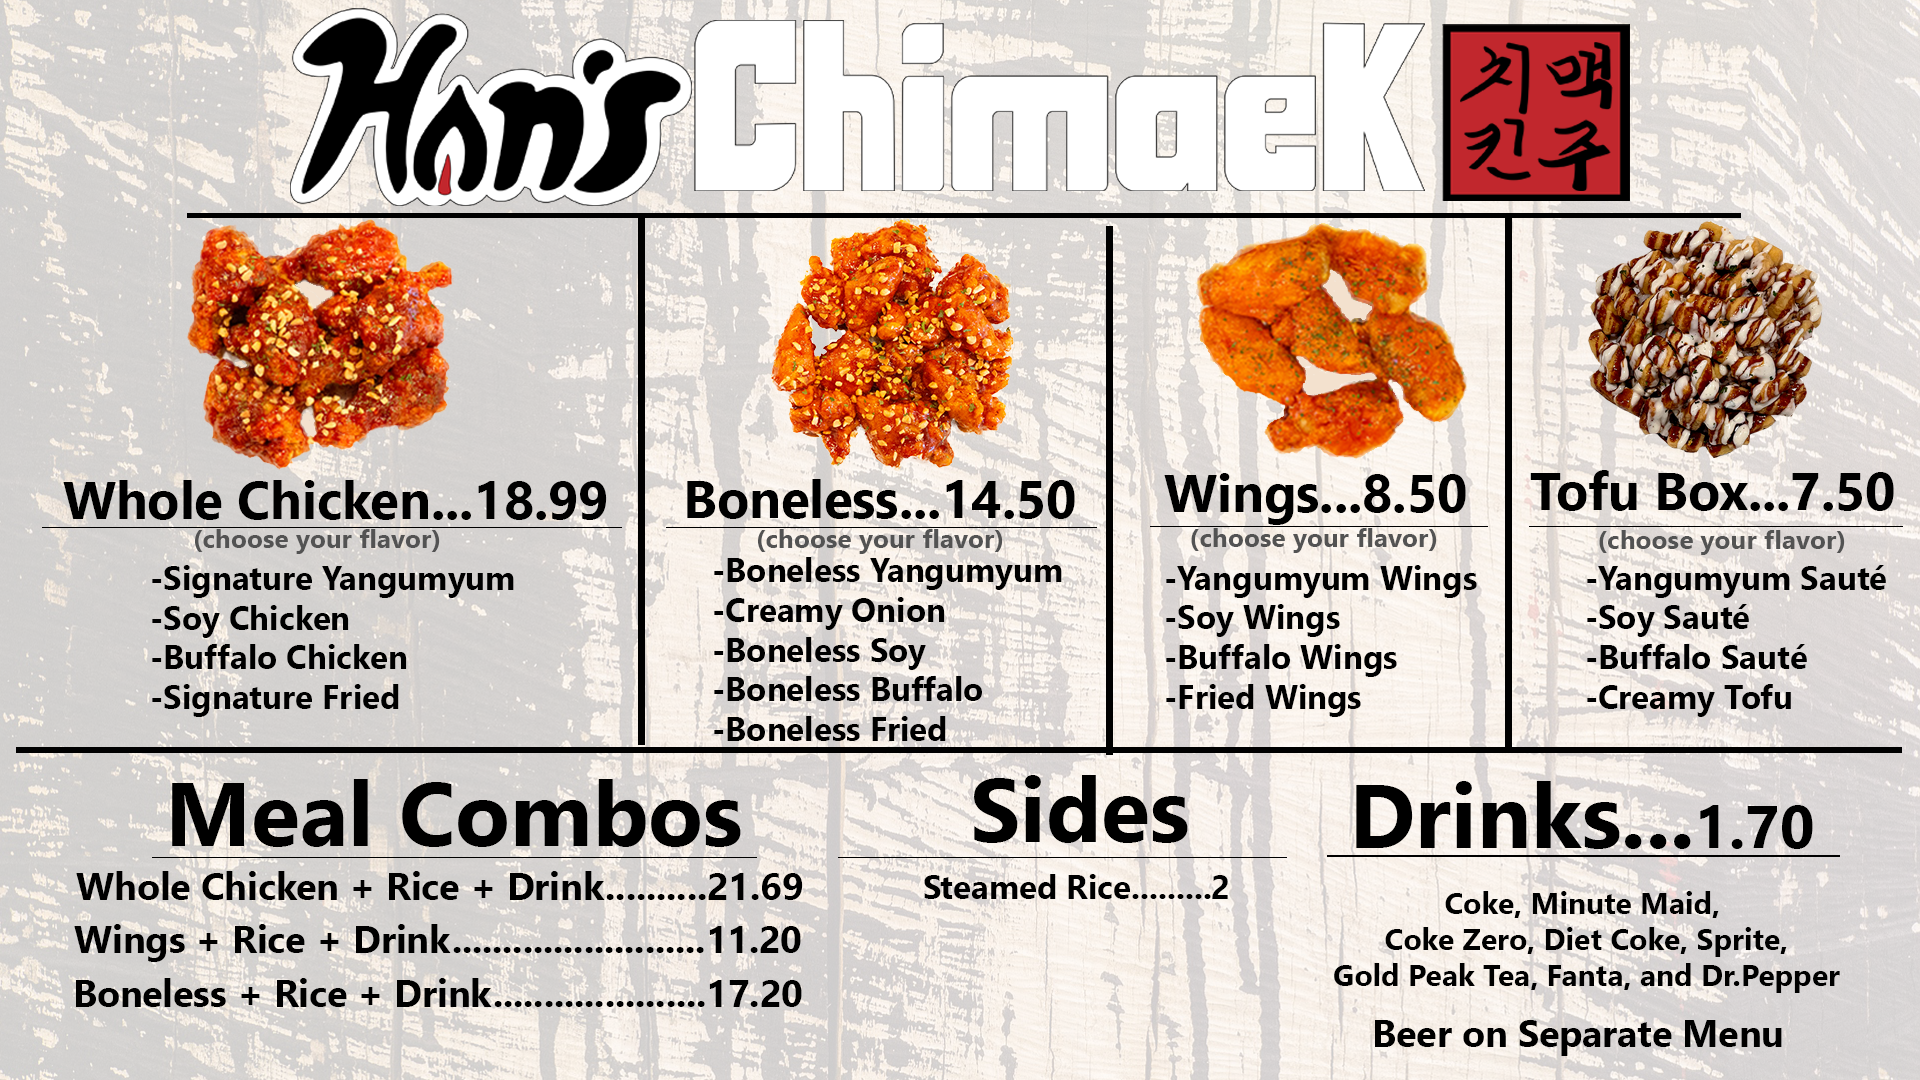 Han's ChimaeK
치맥
킨주
Whole Chicken...18.99
(choose your flavor)
-Signature Yangumyum
-Soy Chicken
-Buffalo Chicken
-Signature Fried
Boneless...14.50
(choose your flavor)
-Boneless Yangumyum
-Creamy Onion
-Boneless Soy
-Boneless Buffalo
-Boneless Fried
Wings...8.50
(choose your flavor)
-Yangumyum Wings
-Soy Wings
-Buffalo Wings
-Fried Wings
Tofu Box...7.50
(choose your flavor)
-Yangumyum Sauté
-Soy Sauté
-Buffalo Sauté
-Creamy Tofu
Meal Combos
Whole Chicken + Rice + Drink..........21.69
Wings + Rice + Drink.........................11.20
Boneless + Rice + Drink.....................17.20
Sides
Steamed Rice.........2
Drinks...1.70
Coke, Minute Maid,
Coke Zero, Diet Coke, Sprite,
Gold Peak Tea, Fanta, and Dr.Pepper
Beer on Separate Menu